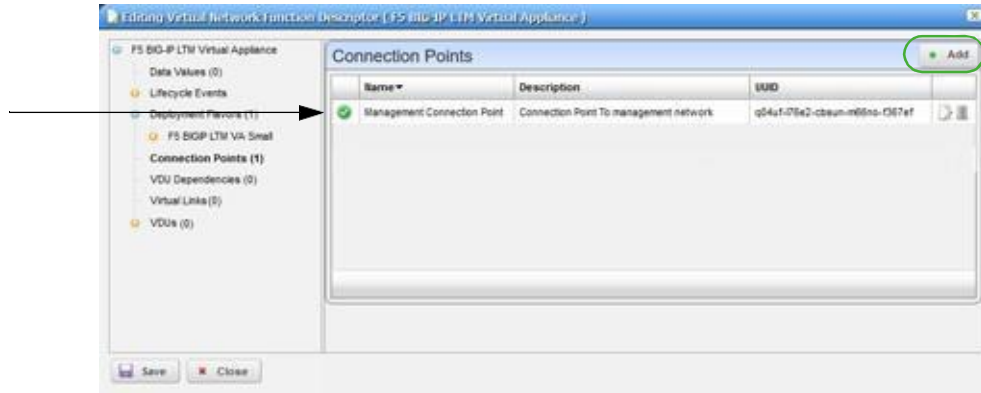 Editing Virtual Network Function Descriptor ( F5 BIG-IP LTM Virtual Appliance )
F5 BIG-IP LTM Virtual Appliance
Data Values (0)
Lifecycle Events
Deployment Flavors (1)
F5 BIGIP LTM VA Small
Connection Points (1)
VDU Dependencies (0)
Virtual Links (0)
VDUs (0)
Connection Points
Add
Name Description UUID
Management Connection Point Connection Point To management network
Save Close